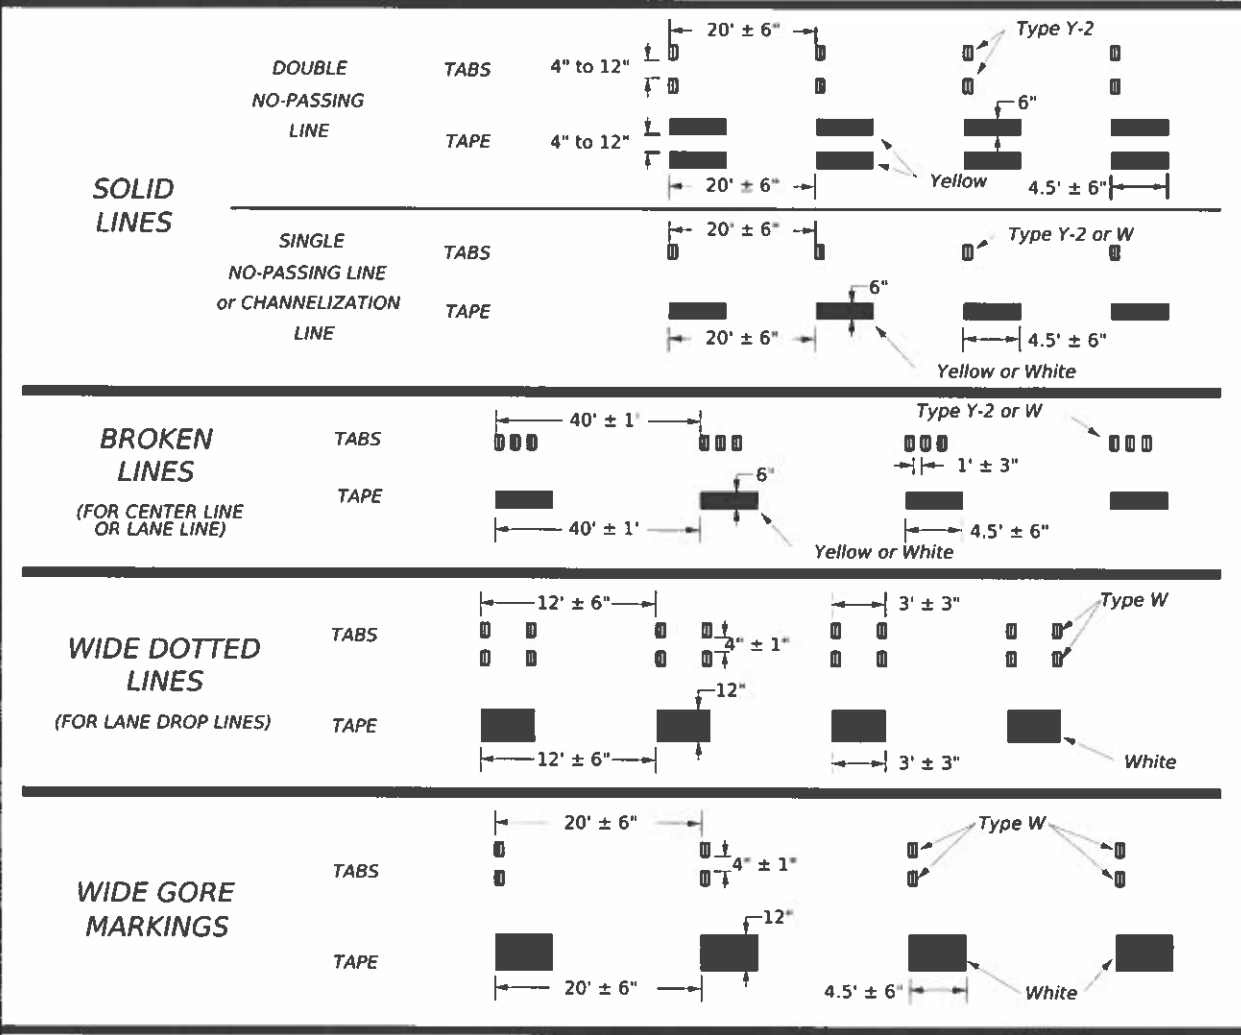 20' ± 6"
Type Y-2
DOUBLE
NO-PASSING
LINE
TABS
4" to 12"
6"
TAPE
4" to 12"
Yellow
20' ± 6"
4.5' ± 6"
SOLID
LINES
SINGLE
NO-PASSING LINE
or CHANNELIZATION
LINE
TABS
20' ± 6"
Type Y-2 or W
TAPE
6"
20' ± 6"
4.5' ± 6"
Yellow or White
BROKEN
LINES
(FOR CENTER LINE
OR LANE LINE)
TABS
40' ± 1'
Type Y-2 or W
1' ± 3"
TAPE
6"
40' ± 1'
4.5' ± 6"
Yellow or White
WIDE DOTTED
LINES
(FOR LANE DROP LINES)
TABS
12' ± 6"
3' ± 3"
Type W
4" ± 1"
TAPE
12"
12' ± 6"
3' ± 3"
White
WIDE GORE
MARKINGS
TABS
20' ± 6"
Type W
4" ± 1"
TAPE
12"
20' ± 6"
4.5' ± 6"
White